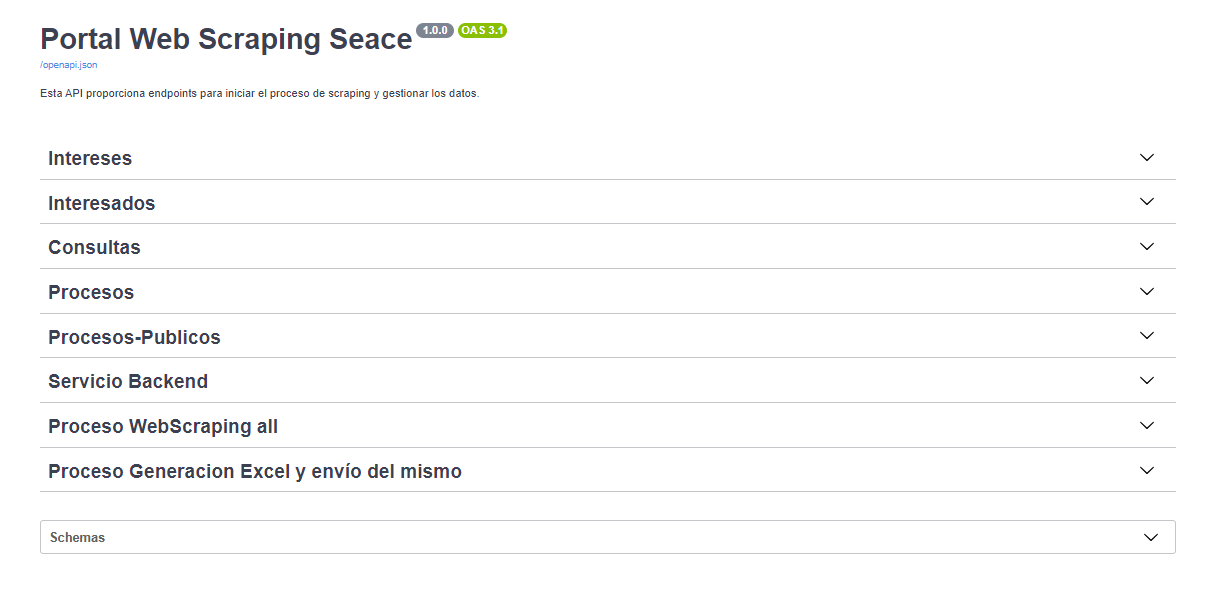 Portal Web Scraping Seace 1.0.0 OAS 3.1
/openapi.json
Esta API proporciona endpoints para iniciar el proceso de scraping y gestionar los datos.
Intereses
Interesados
Consultas
Procesos
Procesos-Publicos
Servicio Backend
Proceso WebScraping all
Proceso Generacion Excel y envío del mismo
Schemas